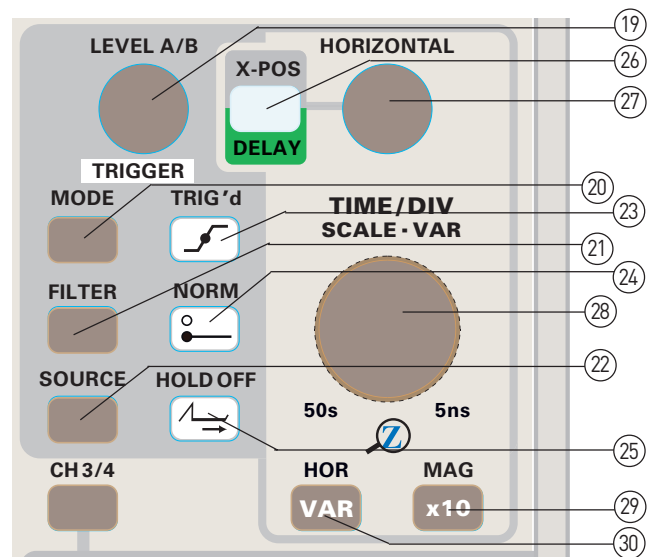 LEVEL A/B
HORIZONTAL
19
X-POS
26
27
DELAY
TRIGGER
MODE
TRIG'd
20
TIME/DIV
23
SCALE · VAR
21
FILTER
NORM
24
28
SOURCE
HOLD OFF
22
50s
5ns
Z
25
CH 3/4
HOR
MAG
VAR
x10
29
30